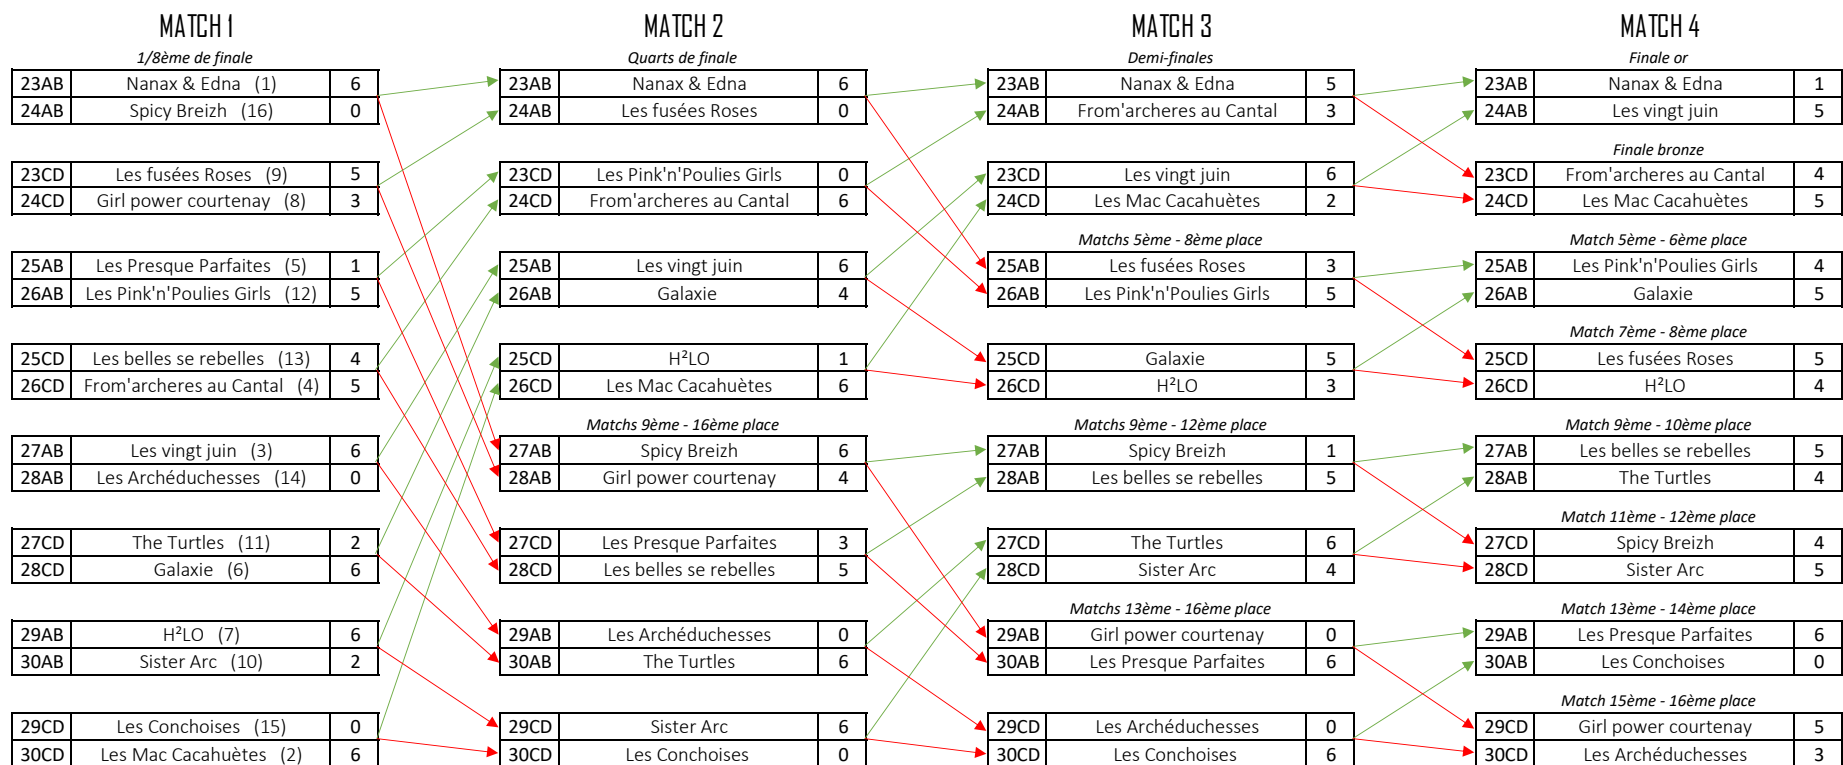 MATCH 1 MATCH 2 MATCH 3 MATCH 4
1/8ème de finale Quarts de finale Demi-finales Finale or
23AB Nanax & Edna (1) 6 23AB Nanax & Edna 6 23AB Nanax & Edna 5 23AB Nanax & Edna 1
24AB Spicy Breizh (16) 0 24AB Les fusées Roses 0 24AB From'archeres au Cantal 3 24AB Les vingt juin 5
Finale bronze
23CD Les fusées Roses (9) 5 23CD Les Pink'n'Poulies Girls 0 23CD Les vingt juin 6 23CD From'archeres au Cantal 4
24CD Girl power courtenay (8) 3 24CD From'archeres au Cantal 6 24CD Les Mac Cacahuètes 2 24CD Les Mac Cacahuètes 5
Matchs 5ème - 8ème place Match 5ème - 6ème place
25AB Les Presque Parfaites (5) 1 25AB Les vingt juin 6 25AB Les fusées Roses 3 25AB Les Pink'n'Poulies Girls 4
26AB Les Pink'n'Poulies Girls (12) 5 26AB Galaxie 4 26AB Les Pink'n'Poulies Girls 5 26AB Galaxie 5
Match 7ème - 8ème place
25CD Les belles se rebelles (13) 4 25CD H²LO 1 25CD Galaxie 5 25CD Les fusées Roses 5
26CD From'archeres au Cantal (4) 5 26CD Les Mac Cacahuètes 6 26CD H²LO 3 26CD H²LO 4
Matchs 9ème - 16ème place Matchs 9ème - 12ème place Match 9ème - 10ème place
27AB Les vingt juin (3) 6 27AB Spicy Breizh 6 27AB Spicy Breizh 1 27AB Les belles se rebelles 5
28AB Les Archéduchesses (14) 0 28AB Girl power courtenay 4 28AB Les belles se rebelles 5 28AB The Turtles 4
Match 11ème - 12ème place
27CD The Turtles (11) 2 27CD Les Presque Parfaites 3 27CD The Turtles 6 27CD Spicy Breizh 4
28CD Galaxie (6) 6 28CD Les belles se rebelles 5 28CD Sister Arc 4 28CD Sister Arc 5
Matchs 13ème - 16ème place Match 13ème - 14ème place
29AB H²LO (7) 6 29AB Les Archéduchesses 0 29AB Girl power courtenay 0 29AB Les Presque Parfaites 6
30AB Sister Arc (10) 2 30AB The Turtles 6 30AB Les Presque Parfaites 6 30AB Les Conchoises 0
Match 15ème - 16ème place
29CD Les Conchoises (15) 0 29CD Sister Arc 6 29CD Les Archéduchesses 0 29CD Girl power courtenay 5
30CD Les Mac Cacahuètes (2) 6 30CD Les Conchoises 0 30CD Les Conchoises 6 30CD Les Archéduchesses 3